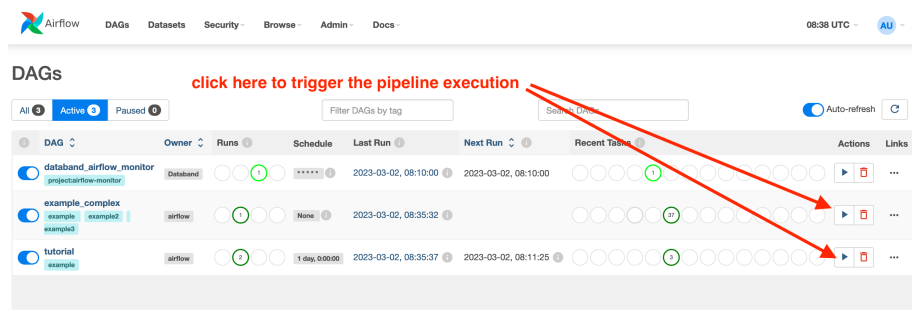 Airflow DAGs Datasets Security Browse Admin Docs 08:38 UTC AU
DAGs
click here to trigger the pipeline execution
All 3 Active 3 Paused 0 Filter DAGs by tag Search DAGs Auto-refresh
DAG Owner Runs Schedule Last Run Next Run Recent Tasks Actions Links
databand_airflow_monitor Databand 1 * * * * * 2023-03-02, 08:10:00 2023-03-02, 08:10:00 1
project:airflow-monitor
example_complex airflow 1 None 2023-03-02, 08:35:32 37
example example2
example3
tutorial airflow 2 1 day, 0:00:00 2023-03-02, 08:35:37 2023-03-02, 08:11:25 3
example